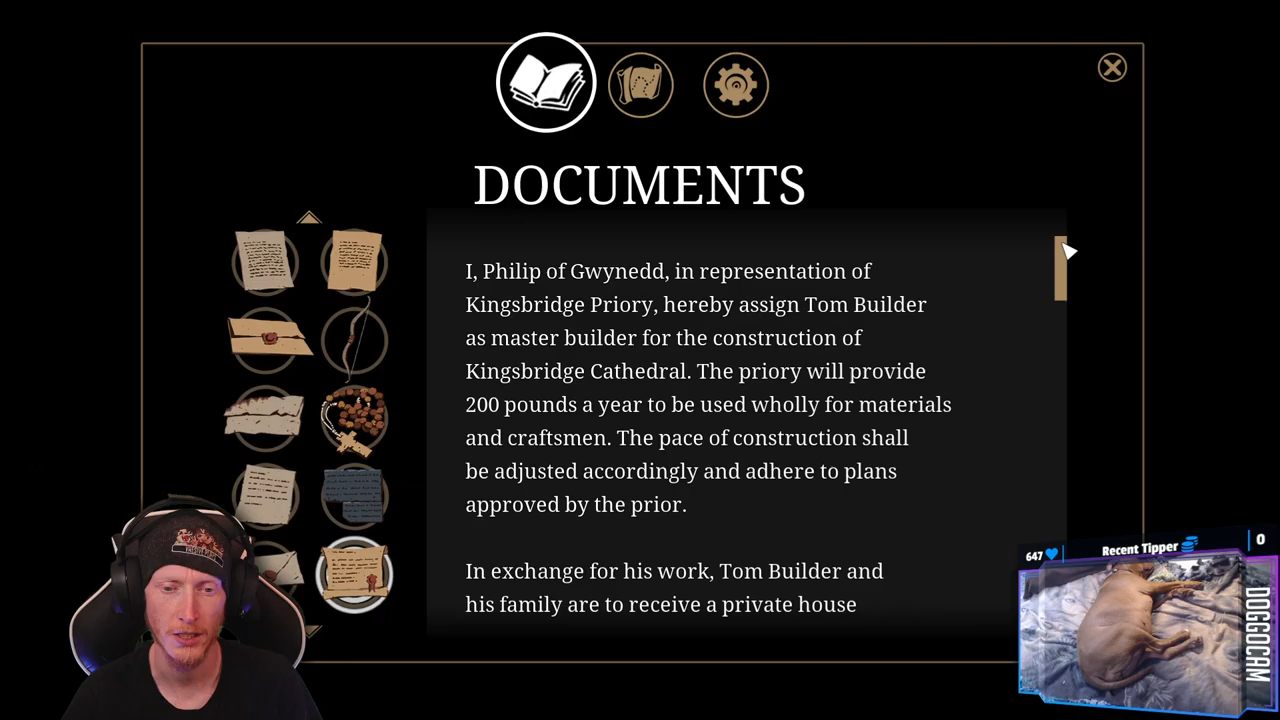 DOCUMENTS
I, Philip of Gwynedd, in representation of
Kingsbridge Priory, hereby assign Tom Builder
as master builder for the construction of
Kingsbridge Cathedral. The priory will provide
200 pounds a year to be used wholly for materials
and craftsmen. The pace of construction shall
be adjusted accordingly and adhere to plans
approved by the prior.
In exchange for his work, Tom Builder and
his family are to receive a private house
647
Recent Tipper
0
DOGGOCAM